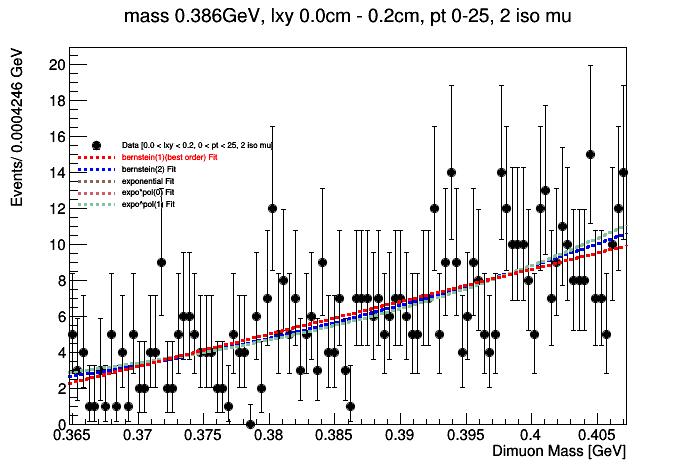 mass 0.386GeV, lxy 0.0cm - 0.2cm, pt 0-25, 2 iso mu
Events/ 0.0004246 GeV
20
18
16
14
12
10
8
6
4
2
0
Data [0.0 < lxy < 0.2, 0 < pt < 25, 2 iso mu]
bernstein(1)(best order) Fit
bernstein(2) Fit
exponential Fit
expo*pol(0) Fit
expo*pol(1) Fit
0.365 0.37 0.375 0.38 0.385 0.39 0.395 0.4 0.405
Dimuon Mass [GeV]